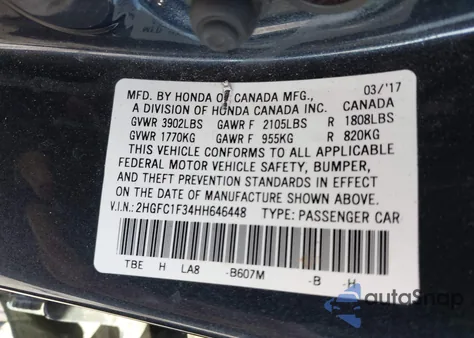 MFD. BY HONDA OF CANADA MFG., 03/'17
A DIVISION OF HONDA CANADA INC. CANADA
GVWR 3902LBS GAWR F 2105LBS R 1808LBS
GVWR 1770KG GAWR F 955KG R 820KG
THIS VEHICLE CONFORMS TO ALL APPLICABLE
FEDERAL MOTOR VEHICLE SAFETY, BUMPER,
AND THEFT PREVENTION STANDARDS IN EFFECT
ON THE DATE OF MANUFACTURE SHOWN ABOVE.
V.I.N.: 2HGFC1F34HH646448 TYPE: PASSENGER CAR
TBE H LA8 -B607M -B -H
autoSnap